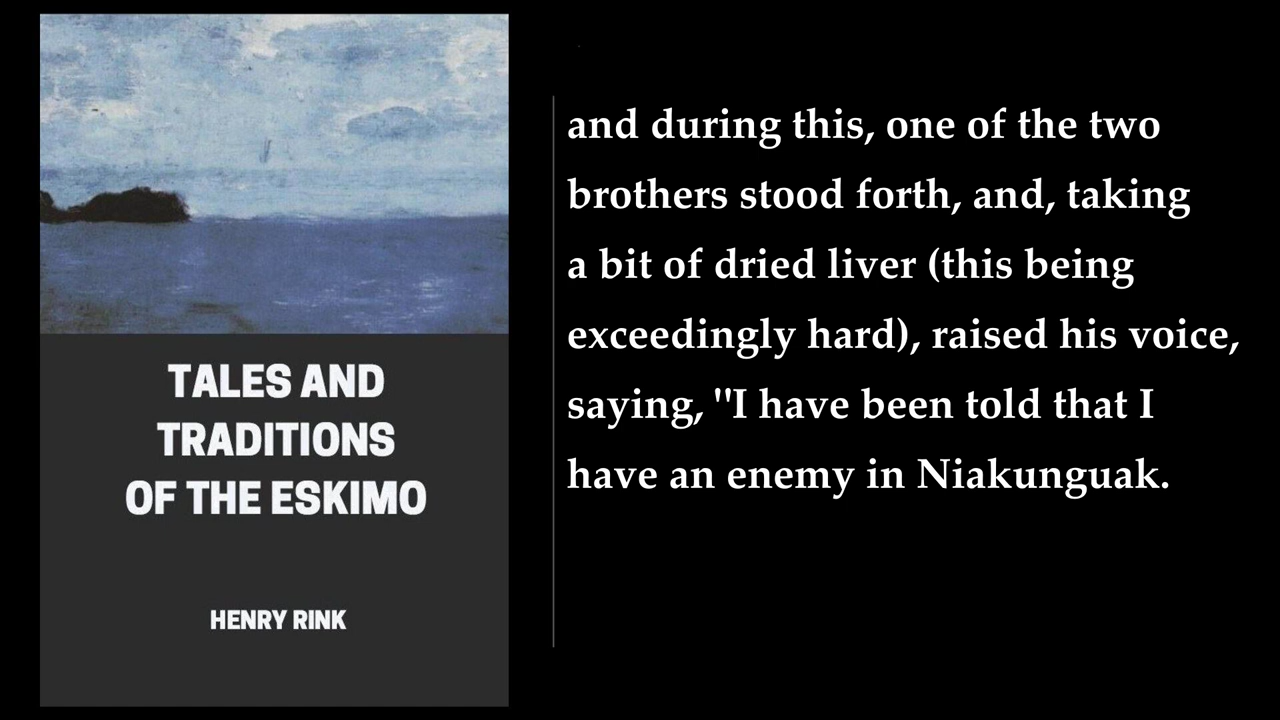 TALES AND
TRADITIONS
OF THE ESKIMO
HENRY RINK
and during this, one of the two
brothers stood forth, and, taking
a bit of dried liver (this being
exceedingly hard), raised his voice,
saying, "I have been told that I
have an enemy in Niakunguak.